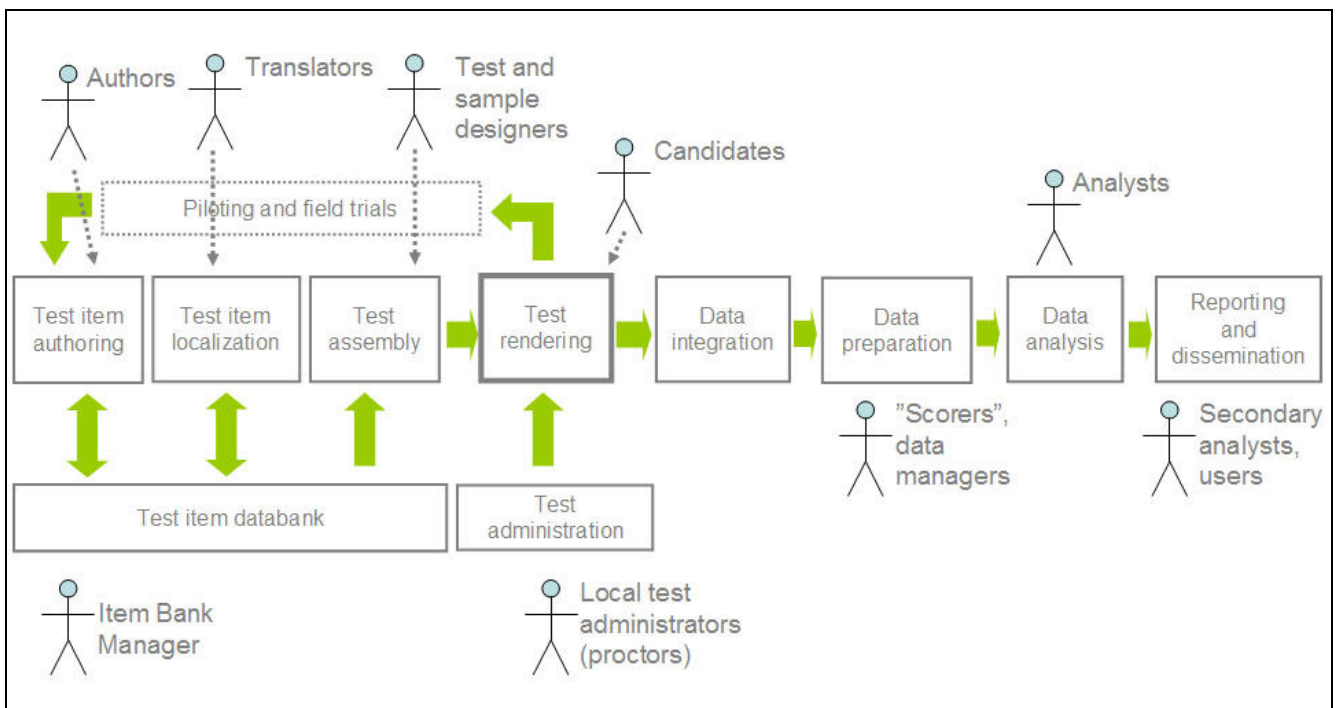 Authors
Translators
Test and
sample
designers
Candidates
Analysts
Piloting and field trials
Test item
authoring
Test item
localization
Test
assembly
Test
rendering
Data
integration
Data
preparation
Data
analysis
Reporting
and
dissemination
Test item databank
Test
administration
"Scorers",
data
managers
Secondary
analysts,
users
Item Bank
Manager
Local test
administrators
(proctors)